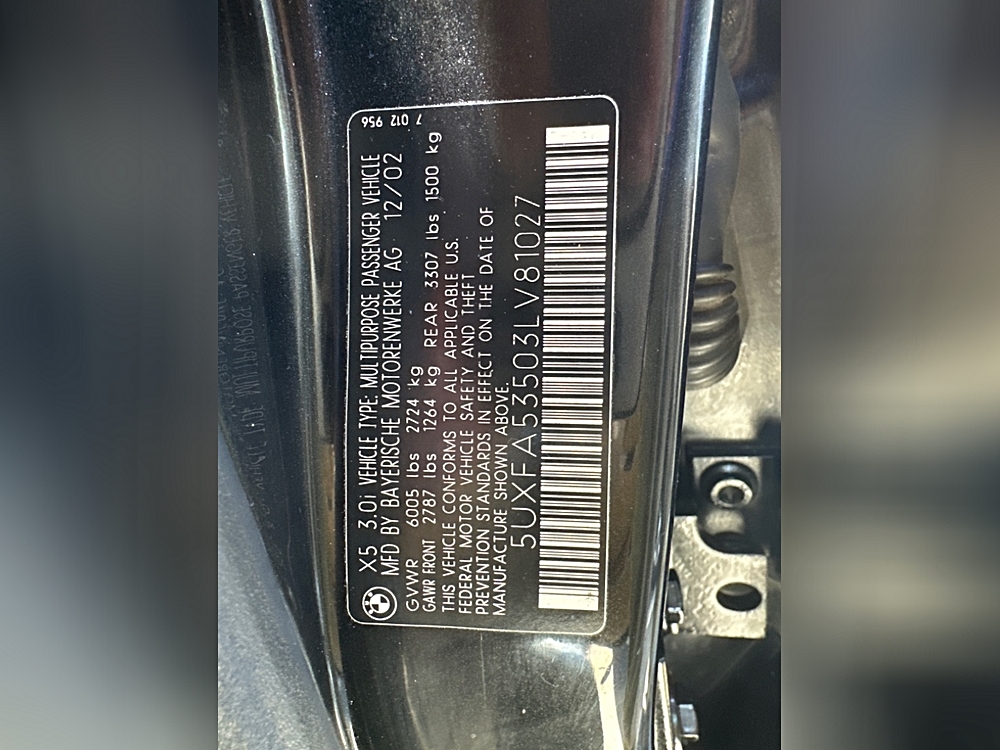 X5 3.0i VEHICLE TYPE: MULTIPURPOSE PASSENGER VEHICLE
MFD BY BAYERISCHE MOTORENWERKE AG 12/02
GVWR 6005 lbs 2724 kg
GAWR FRONT 2787 lbs 1264 kg REAR 3307 lbs 1500 kg
THIS VEHICLE CONFORMS TO ALL APPLICABLE U.S.
FEDERAL MOTOR VEHICLE SAFETY AND THEFT
PREVENTION STANDARDS IN EFFECT ON THE DATE OF
MANUFACTURE SHOWN ABOVE.
5UXFA53503LV81027
7 012 956